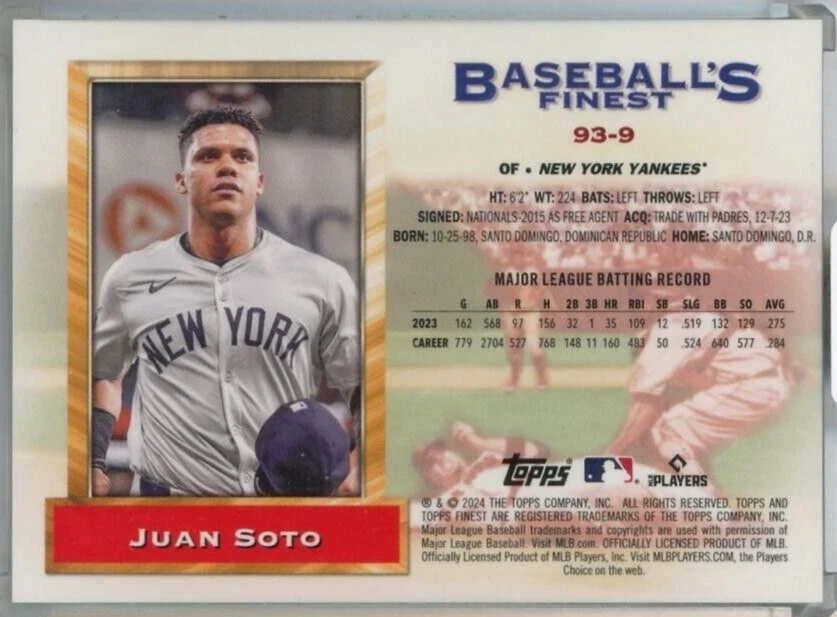 BASEBALL'S
FINEST
93-9
OF • NEW YORK YANKEES®
HT: 6'2" WT: 224 BATS: LEFT THROWS: LEFT
SIGNED: NATIONALS-2015 AS FREE AGENT ACQ: TRADE WITH PADRES, 12-7-23
BORN: 10-25-98, SANTO DOMINGO, DOMINICAN REPUBLIC HOME: SANTO DOMINGO, D.R.
MAJOR LEAGUE BATTING RECORD
G AB R H 2B 3B HR RBI SB SLG BB SO AVG
2023 162 568 97 156 32 1 35 109 12 .519 132 129 .275
CAREER 779 2704 527 768 148 11 160 483 50 .524 640 577 .284
NEW YORK
JUAN SOTO
TOPPS® PLAYERS
® & © 2024 THE TOPPS COMPANY, INC. ALL RIGHTS RESERVED. TOPPS AND
TOPPS FINEST ARE REGISTERED TRADEMARKS OF THE TOPPS COMPANY, INC.
Major League Baseball trademarks and copyrights are used with permission of
Major League Baseball. Visit MLB.com. OFFICIALLY LICENSED PRODUCT OF MLB.
Officially Licensed Product of MLB Players, Inc. Visit MLBPLAYERS.COM, the Players
Choice on the web.